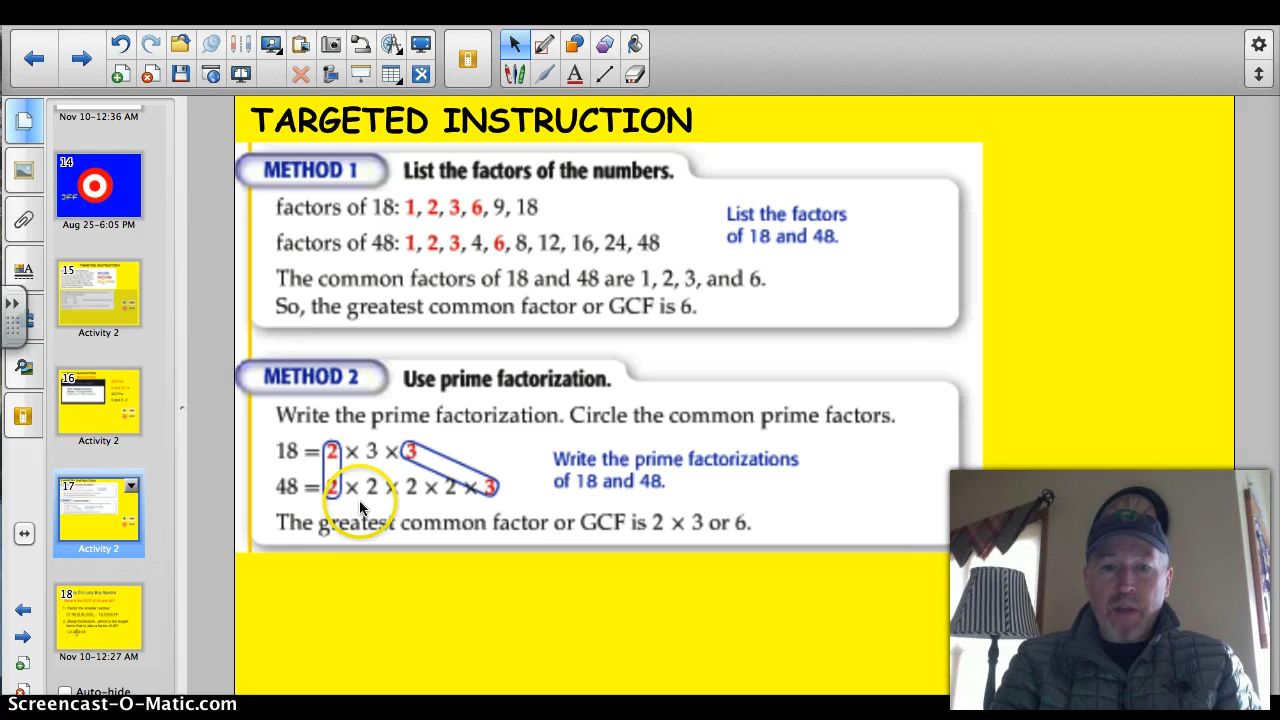 TARGETED INSTRUCTION
METHOD 1 List the factors of the numbers.
factors of 18: 1, 2, 3, 6, 9, 18
factors of 48: 1, 2, 3, 4, 6, 8, 12, 16, 24, 48
List the factors
of 18 and 48.
The common factors of 18 and 48 are 1, 2, 3, and 6.
So, the greatest common factor or GCF is 6.
METHOD 2 Use prime factorization.
Write the prime factorization. Circle the common prime factors.
18 = 2 × 3 × 3
48 = 2 × 2 × 2 × 2 × 3
Write the prime factorizations
of 18 and 48.
The greatest common factor or GCF is 2 × 3 or 6.
Nov 10-12:36 AM
14
OFF
Aug 25-6:05 PM
15
Activity 2
16
Activity 2
17
Activity 2
18
Nov 10-12:27 AM
Auto-hide
Screencast-O-Matic.com